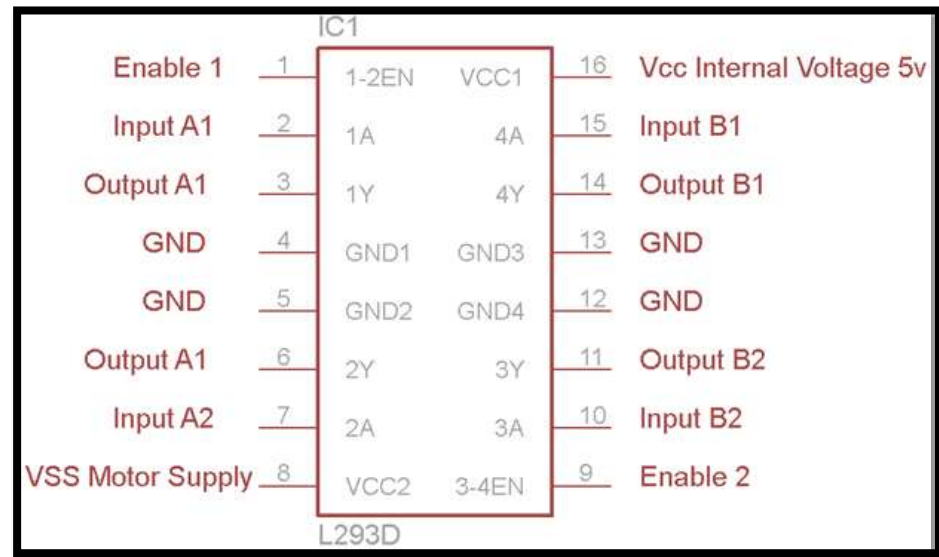 IC1
Enable 1 1 1-2EN VCC1 16 Vcc Internal Voltage 5v
Input A1 2 1A 4A 15 Input B1
Output A1 3 1Y 4Y 14 Output B1
GND 4 GND1 GND3 13 GND
GND 5 GND2 GND4 12 GND
Output A1 6 2Y 3Y 11 Output B2
Input A2 7 2A 3A 10 Input B2
VSS Motor Supply 8 VCC2 3-4EN 9 Enable 2
L293D